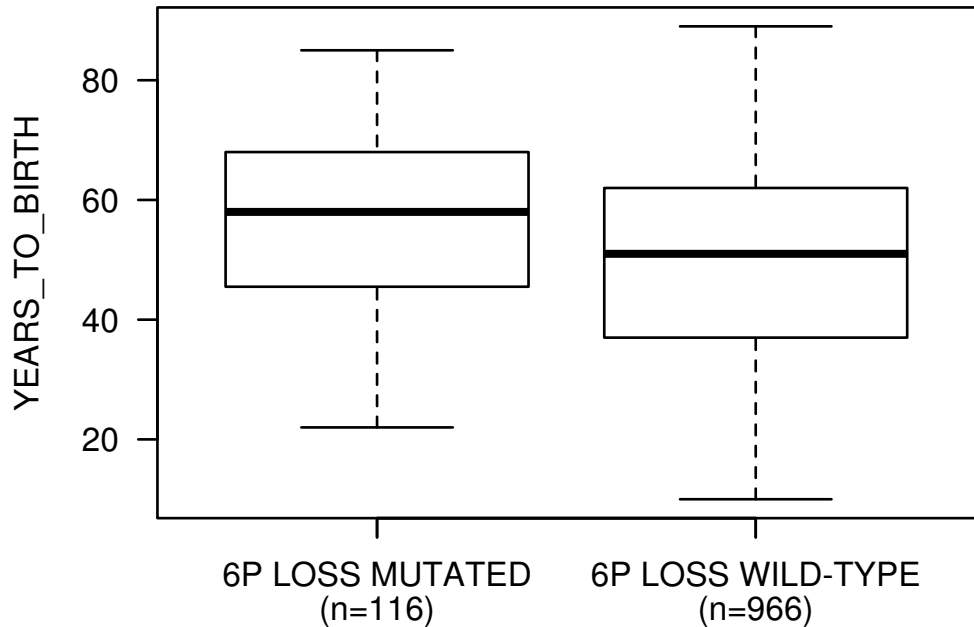 YEARS_TO_BIRTH
80
60
40
20
6P LOSS MUTATED
(n=116)
6P LOSS WILD-TYPE
(n=966)